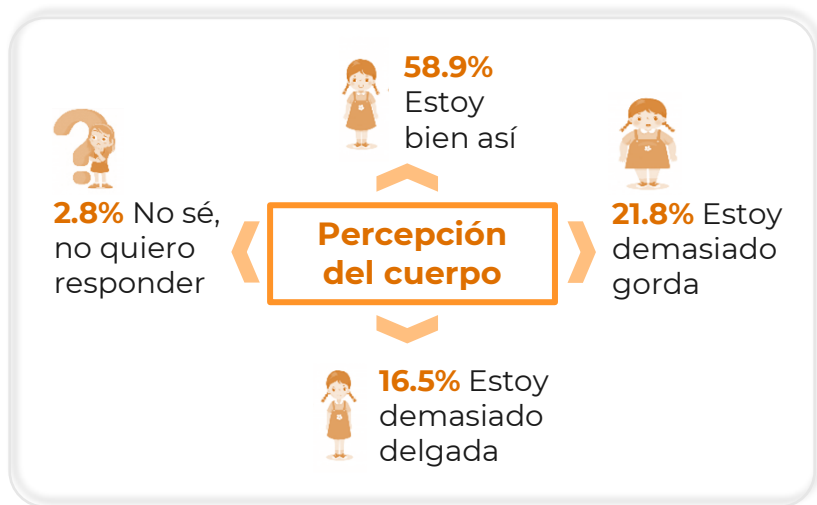 58.9%
Estoy
bien así
2.8% No sé,
no quiero
responder
Percepción
del cuerpo
21.8% Estoy
demasiado
gorda
16.5% Estoy
demasiado
delgada